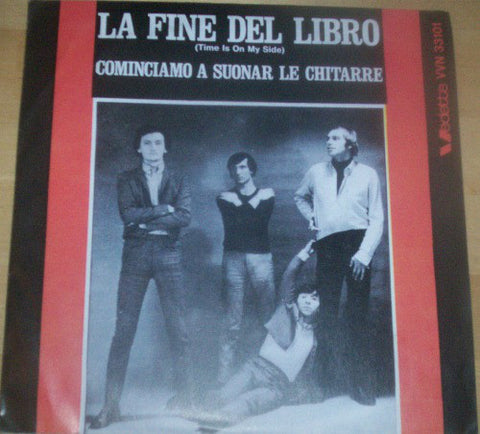 LA FINE DEL LIBRO
(Time Is On My Side)
COMINCIAMO A SUONAR LE CHITARRE
Vedette VVN 33101